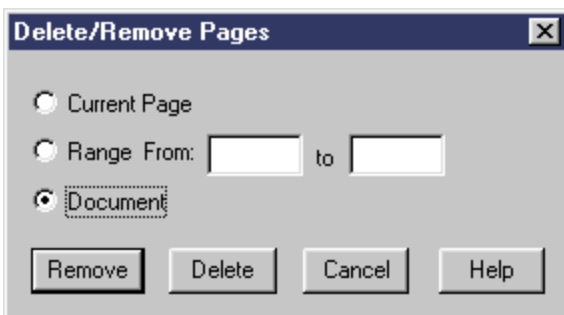 Delete/Remove Pages
Current Page
Range From: to
Document
Remove Delete Cancel Help